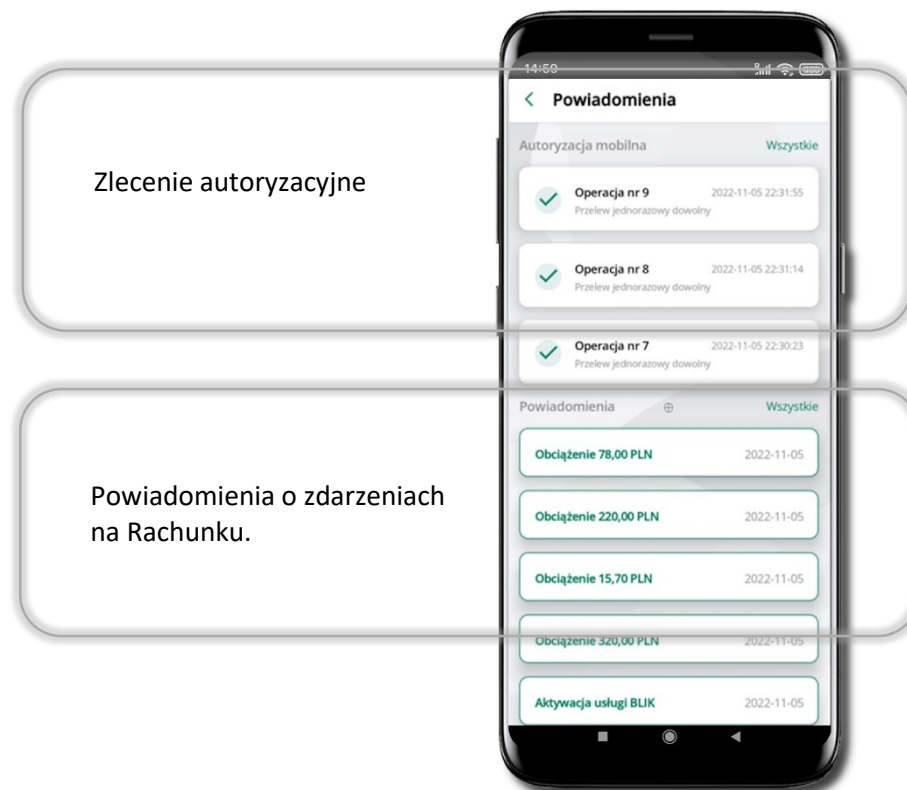 14:59
Powiadomienia
Autoryzacja mobilna Wszystkie
Zlecenie autoryzacyjne
Operacja nr 9 2022-11-05 22:31:55
Przelew jednorazowy dowolny
Operacja nr 8 2022-11-05 22:31:14
Przelew jednorazowy dowolny
Operacja nr 7 2022-11-05 22:30:23
Przelew jednorazowy dowolny
Powiadomienia Wszystkie
Obciążenie 78,00 PLN 2022-11-05
Powiadomienia o zdarzeniach
na Rachunku.
Obciążenie 220,00 PLN 2022-11-05
Obciążenie 15,70 PLN 2022-11-05
Obciążenie 320,00 PLN 2022-11-05
Aktywacja usługi BLIK 2022-11-05